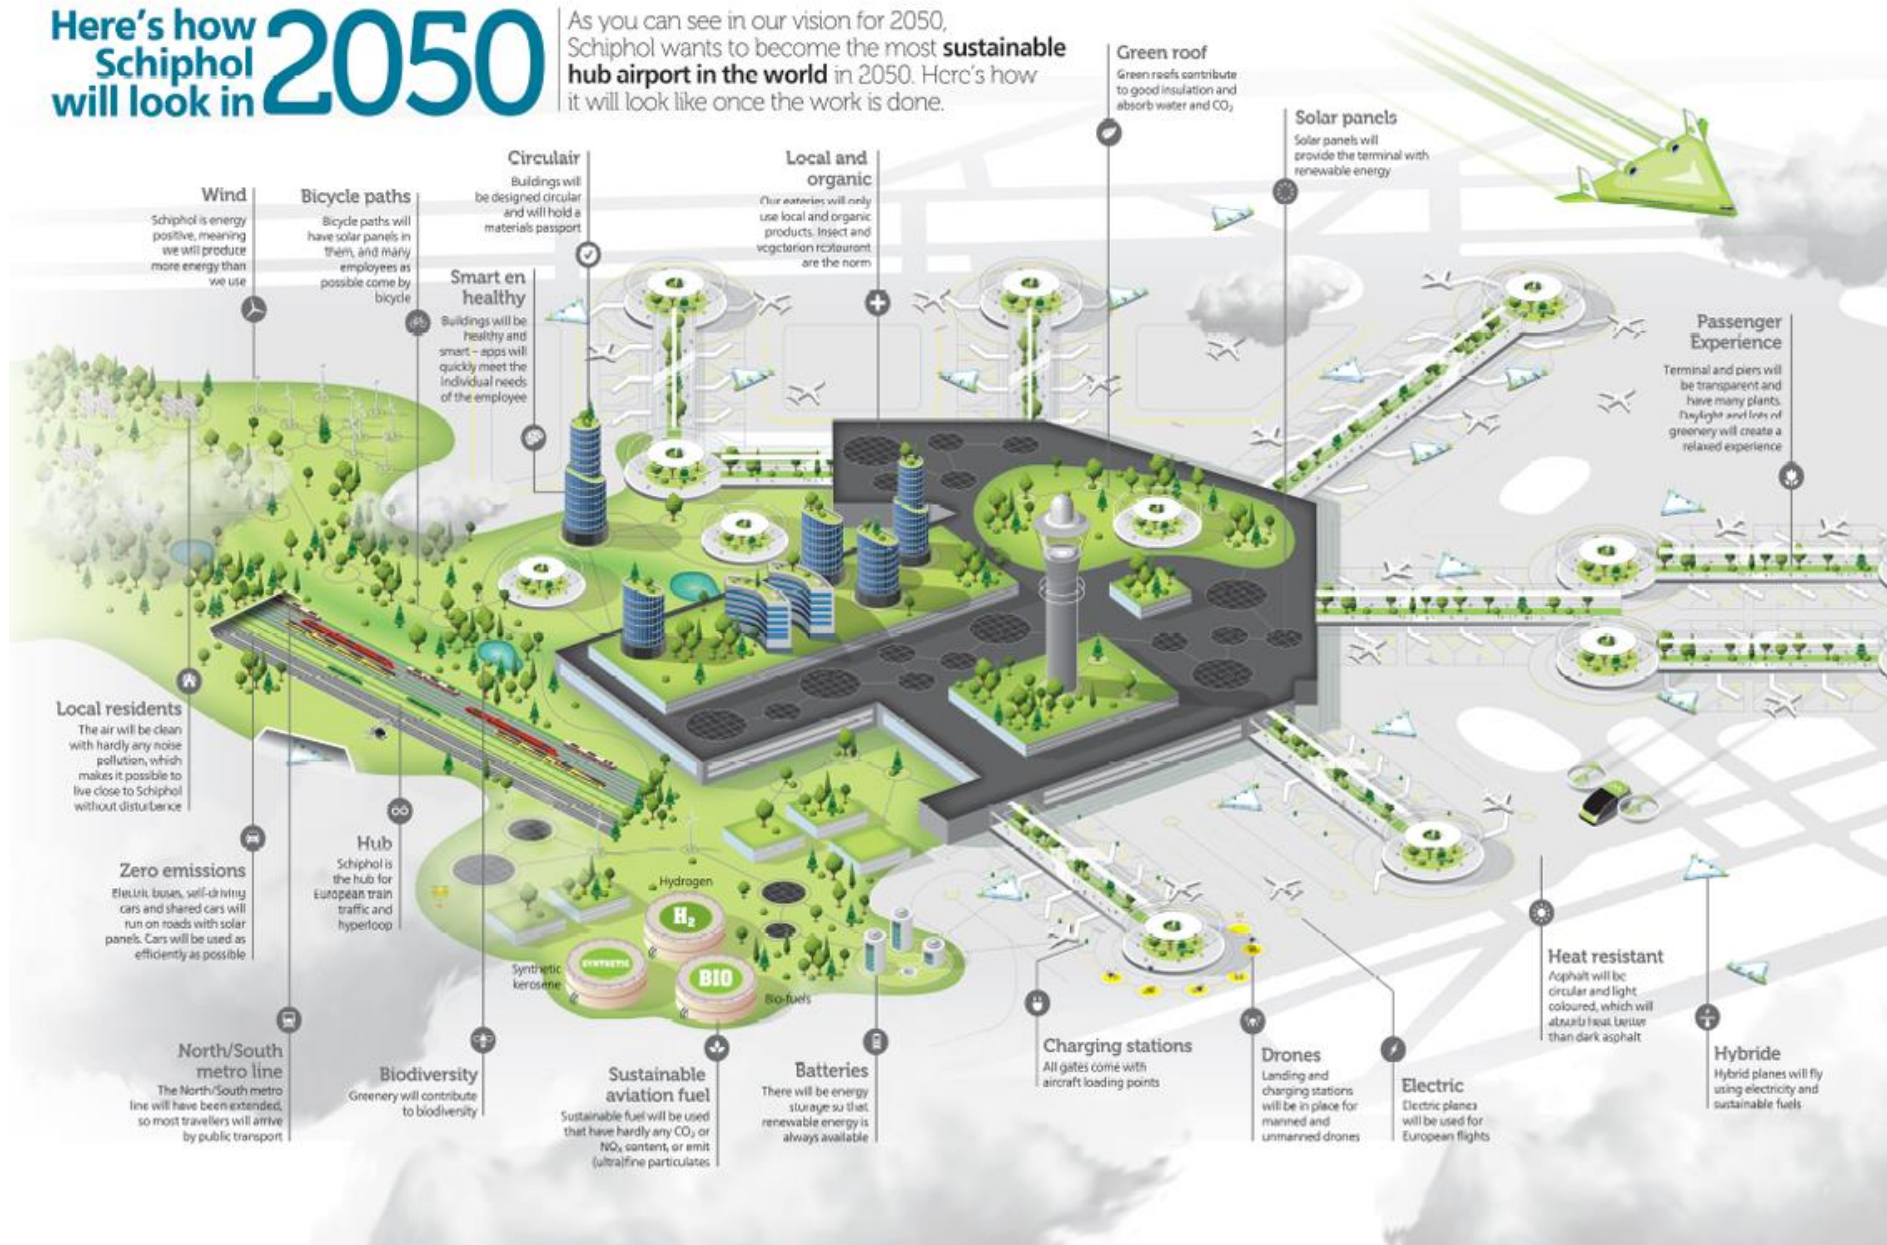 Here's how
Schiphol
will look in
2050
As you can see in our vision for 2050,
Schiphol wants to become the most sustainable
hub airport in the world in 2050. Here's how
it will look like once the work is done.
Green roof
Green roofs contribute
to good insulation and
absorb water and CO₂
Solar panels
Solar panels will
provide the terminal with
renewable energy
Circulair
Buildings will
be designed circular
and will hold a
materials passport
Local and
organic
Our eateries will only
use local and organic
products. Insect and
vegetarian restaurant
are the norm
Wind
Schiphol is energy
positive, meaning
we will produce
more energy than
we use
Bicycle paths
Bicycle paths will
have solar panels in
them, and many
employees as
possible come by
bicycle
Smart en
healthy
Buildings will be
healthy and
smart – apps will
quickly meet the
individual needs
of the employee
Passenger
Experience
Terminal and piers will
be transparent and
have many plants.
Daylight and lots of
greenery will create a
relaxed experience
Local residents
The air will be clean
with hardly any noise
pollution, which
makes it possible to
live close to Schiphol
without disturbance
Zero emissions
Electric buses, self-driving
cars and shared cars will
run on roads with solar
panels. Cars will be used as
efficiently as possible
Hub
Schiphol is
the hub for
European train
traffic and
hyperloop
Hydrogen
H₂
Synthetic
kerosene
SYNTHETIC
BIO
Bio-fuels
North/South
metro line
The North/South metro
line will have been extended,
so most travellers will arrive
by public transport
Biodiversity
Greenery will contribute
to biodiversity
Sustainable
aviation fuel
Sustainable fuel will be used
that have hardly any CO₂ or
NOₓ content, or emit
(ultra)fine particulates
Batteries
There will be energy
storage so that
renewable energy is
always available
Charging stations
All gates come with
aircraft loading points
Drones
Landing and
charging stations
will be in place for
manned and
unmanned drones
Electric
Electric planes
will be used for
European flights
Heat resistant
Asphalt will be
circular and light
coloured, which will
absorb heat better
than dark asphalt
Hybride
Hybrid planes will fly
using electricity and
sustainable fuels